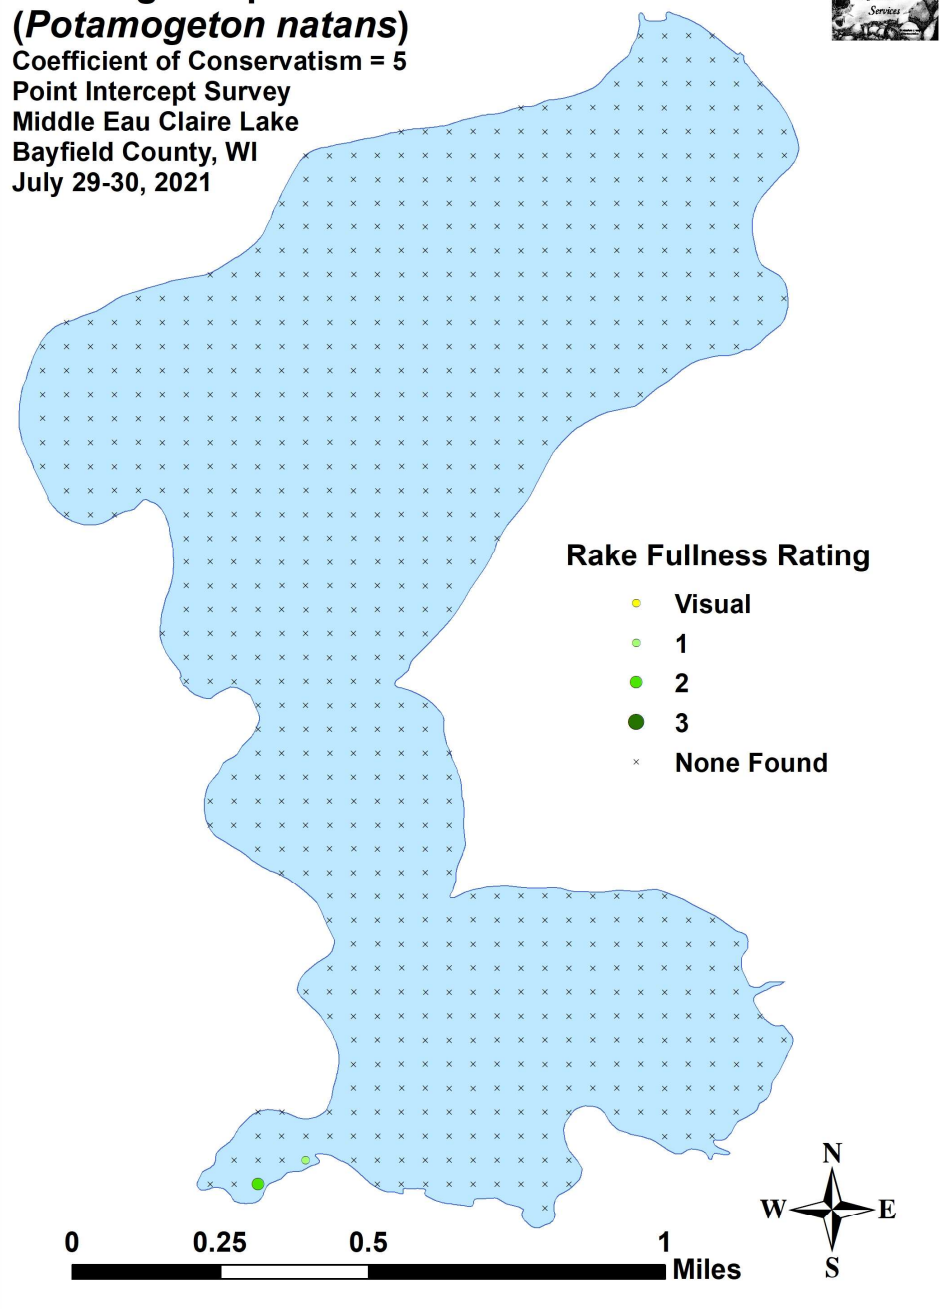 (Potamogeton natans)
Coefficient of Conservatism = 5
Point Intercept Survey
Middle Eau Claire Lake
Bayfield County, WI
July 29-30, 2021
Services
Rake Fullness Rating
Visual
1
2
3
None Found
N
W E
S
0 0.25 0.5 1
Miles